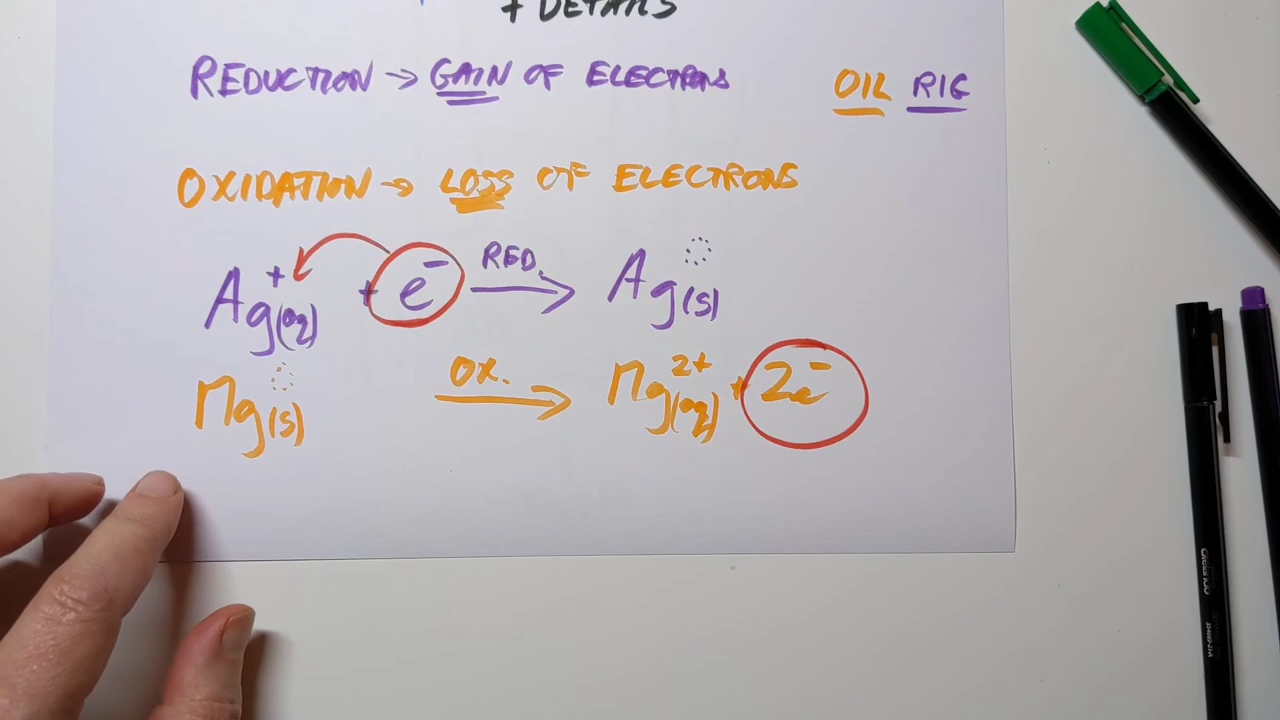 + DETAILS
REDUCTION → GAIN OF ELECTRONS
OIL RIG
OXIDATION → LOSS OF ELECTRONS
Ag⁺(aq) + e⁻ RED. → Ag(s)
Mg(s) OX. → Mg²⁺(aq) + 2e⁻